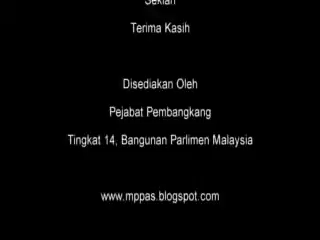 Sekian
Terima Kasih
Disediakan Oleh
Pejabat Pembangkang
Tingkat 14, Bangunan Parlimen Malaysia
www.mppas.blogspot.com